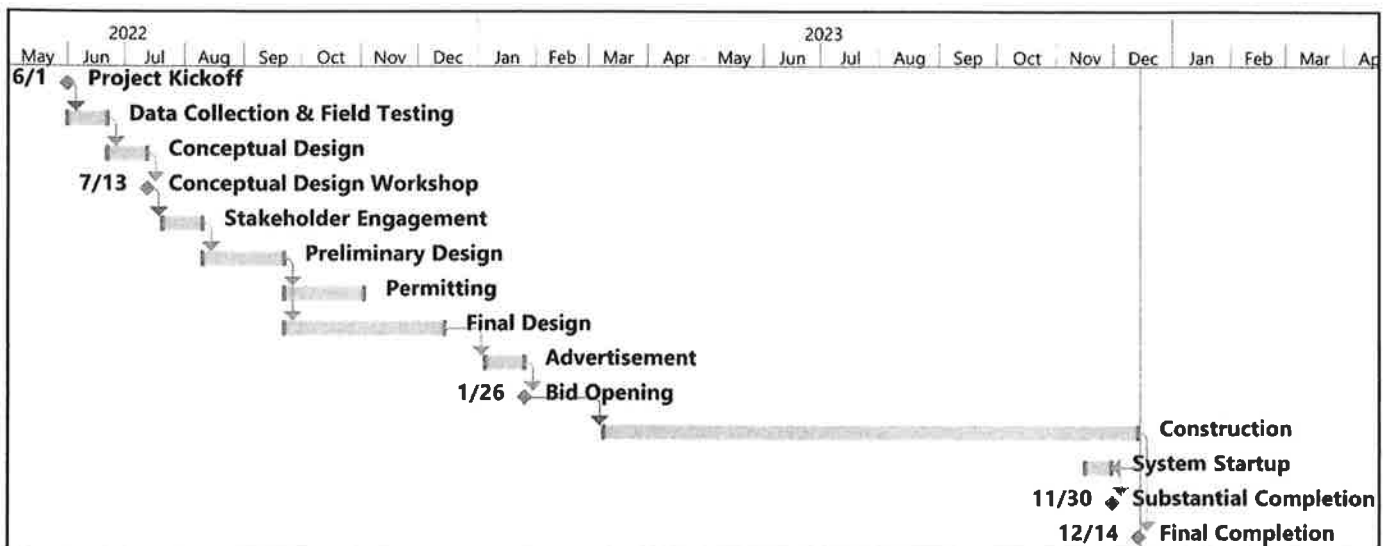 2022 2023
May Jun Jul Aug Sep Oct Nov Dec Jan Feb Mar Apr May Jun Jul Aug Sep Oct Nov Dec Jan Feb Mar Ap
6/1 Project Kickoff
Data Collection & Field Testing
Conceptual Design
7/13 Conceptual Design Workshop
Stakeholder Engagement
Preliminary Design
Permitting
Final Design
Advertisement
1/26 Bid Opening
Construction
System Startup
11/30 Substantial Completion
12/14 Final Completion